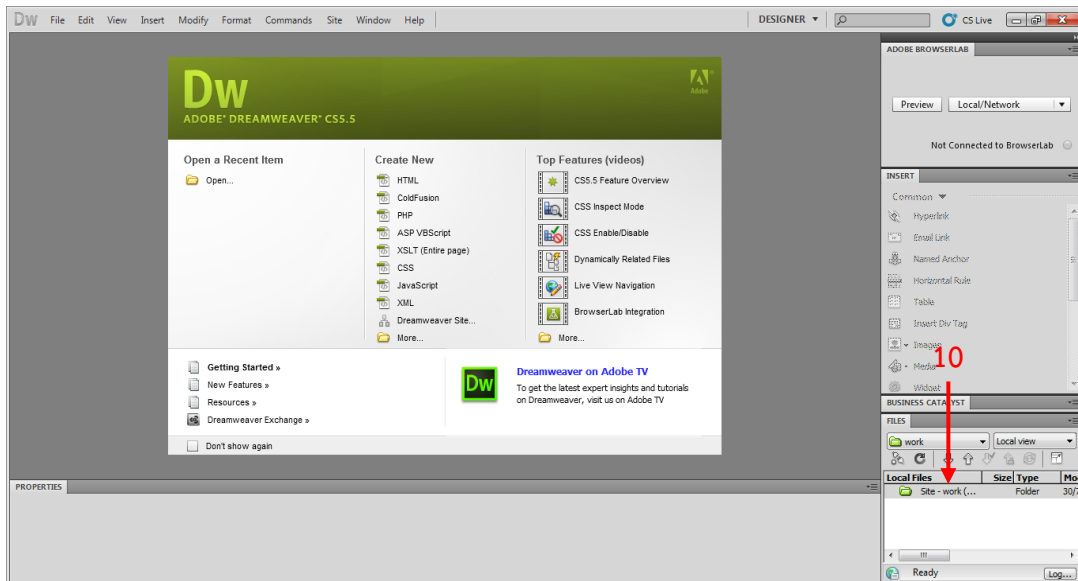 DW File Edit View Insert Modify Format Commands Site Window Help DESIGNER CS Live
ADOBE BROWSERLAB
Preview Local/Network
Not Connected to BrowserLab
Dw
ADOBE® DREAMWEAVER® CS5.5
Adobe
Open a Recent Item
Open...
Create New
HTML
ColdFusion
PHP
ASP VBScript
XSLT (Entire page)
CSS
JavaScript
XML
Dreamweaver Site...
More...
Top Features (videos)
CS5.5 Feature Overview
CSS Inspect Mode
CSS Enable/Disable
Dynamically Related Files
Live View Navigation
BrowserLab Integration
More...
Getting Started »
New Features »
Resources »
Dreamweaver Exchange »
Dw
Dreamweaver on Adobe TV
To get the latest expert insights and tutorials
on Dreamweaver, visit us on Adobe TV
Don't show again
INSERT
Common
Hyperlink
Email Link
Named Anchor
Horizontal Rule
Table
Insert Div Tag
Images
Media
Widget
10
BUSINESS CATALYST
FILES
work Local view
Local Files Size Type Mo
Site - work (... Folder 30/7
Ready Log...
PROPERTIES